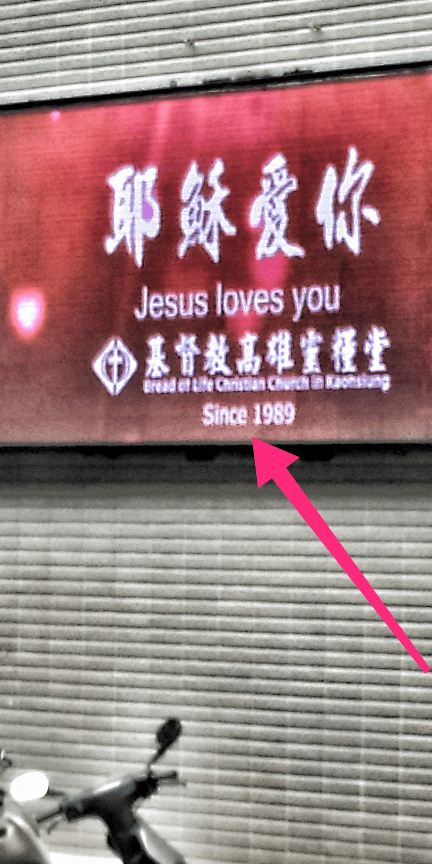 耶穌愛你
Jesus loves you
基督教高雄靈糧堂
Bread of Life Christian Church in Kaohsiung
Since 1989